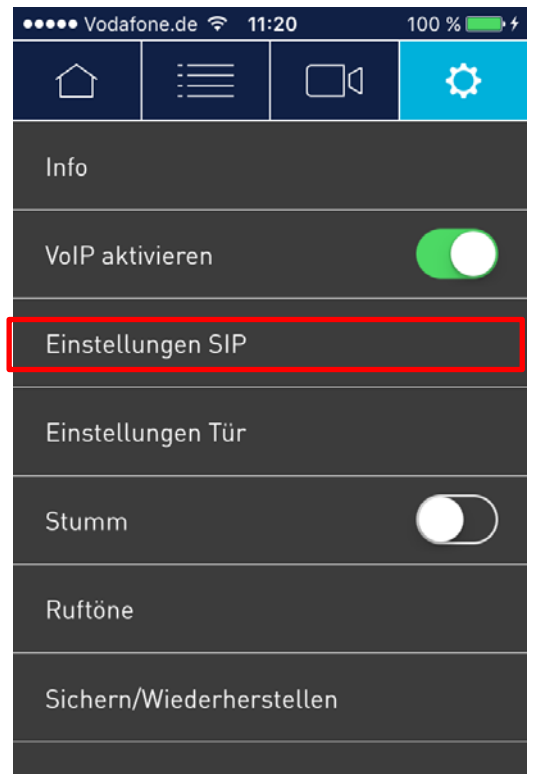 ●●●●● Vodafone.de 11:20 100 %
Info
VoIP aktivieren
Einstellungen SIP
Einstellungen Tür
Stumm
Ruftöne
Sichern/Wiederherstellen